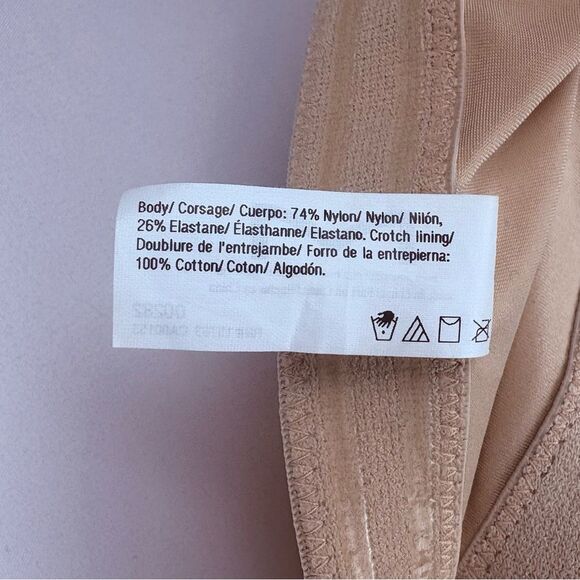 Body/ Corsage/ Cuerpo: 74% Nylon/ Nylon/ Nilón,
26% Elastane/ Élasthanne/ Elastano. Crotch lining/
Doublure de l'entrejambe/ Forro de la entrepierna:
100% Cotton/ Coton/ Algodón.